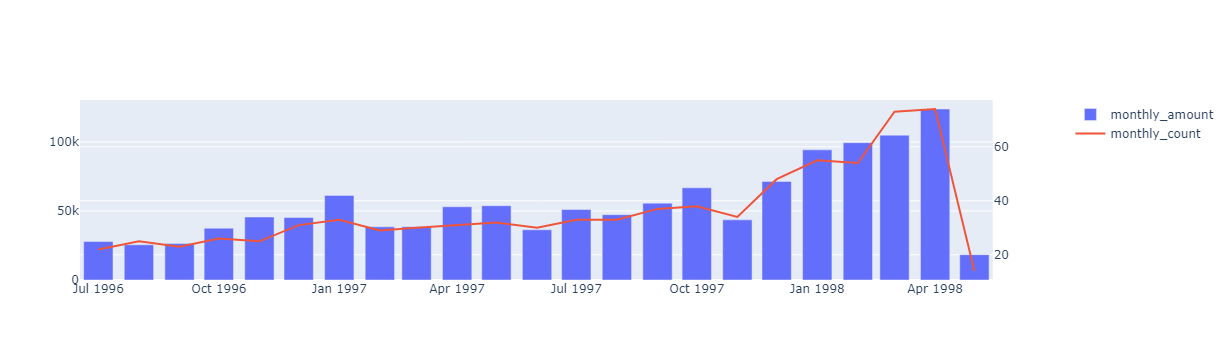 monthly_amount
monthly_count
100k
50k
0
60
40
20
Jul 1996 Oct 1996 Jan 1997 Apr 1997 Jul 1997 Oct 1997 Jan 1998 Apr 1998